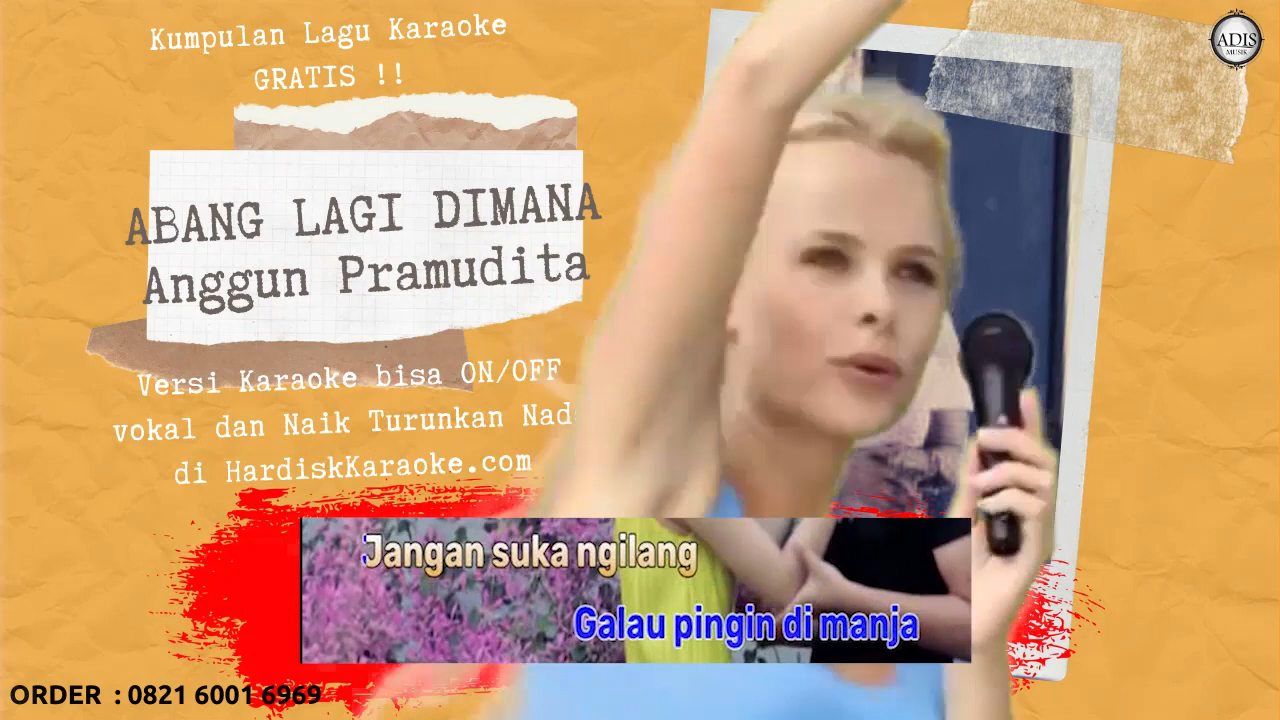 Kumpulan Lagu Karaoke
GRATIS !!
ADIS
MUSIK
ABANG LAGI DIMANA
Anggun Pramudita
Versi Karaoke bisa ON/OFF
vokal dan Naik Turunkan Nad
di HardiskKaraoke.com
Jangan suka ngilang
Galau pingin di manja
ORDER : 0821 6001 6969